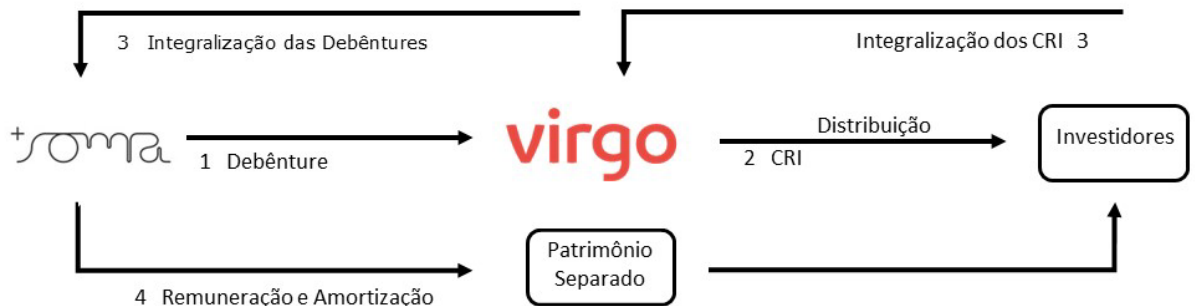 3 Integralização das Debêntures
Integralização dos CRI 3
+soma
virgo
1 Debênture
Distribuição
2 CRI
Investidores
Patrimônio
Separado
4 Remuneração e Amortização